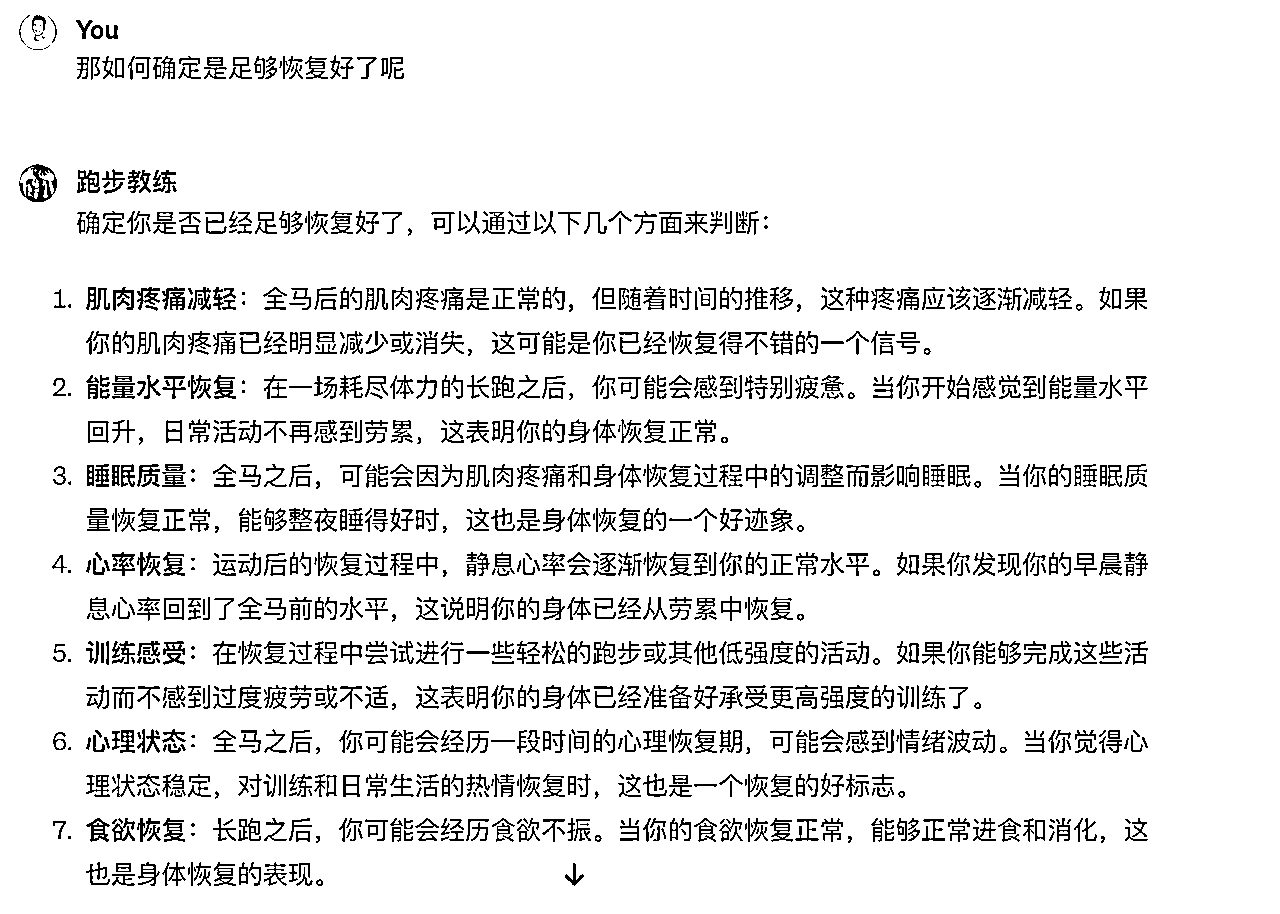 You
那如何确定是足够恢复好了呢
跑步教练
确定你是否已经足够恢复好了，可以通过以下几个方面来判断：
1. 肌肉疼痛减轻：全马后的肌肉疼痛是正常的，但随着时间的推移，这种疼痛应该逐渐减轻。如果
你的肌肉疼痛已经明显减少或消失，这可能是你已经恢复得不错的一个信号。
2. 能量水平恢复：在一场耗尽体力的长跑之后，你可能会感到特别疲惫。当你开始感觉到能量水平
回升，日常活动不再感到劳累，这表明你的身体恢复正常。
3. 睡眠质量：全马之后，可能会因为肌肉疼痛和身体恢复过程中的调整而影响睡眠。当你的睡眠质
量恢复正常，能够整夜睡得好时，这也是身体恢复的一个好迹象。
4. 心率恢复：运动后的恢复过程中，静息心率会逐渐恢复到你的正常水平。如果你发现你的早晨静
息心率回到了全马前的水平，这说明你的身体已经从劳累中恢复。
5. 训练感受：在恢复过程中尝试进行一些轻松的跑步或其他低强度的活动。如果你能够完成这些活
动而不感到过度疲劳或不适，这表明你的身体已经准备好承受更高强度的训练了。
6. 心理状态：全马之后，你可能会经历一段时间的心理恢复期，可能会感到情绪波动。当你觉得心
理状态稳定，对训练和日常生活的热情恢复时，这也是一个恢复的好标志。
7. 食欲恢复：长跑之后，你可能会经历食欲不振。当你的食欲恢复正常，能够正常进食和消化，这
也是身体恢复的表现。